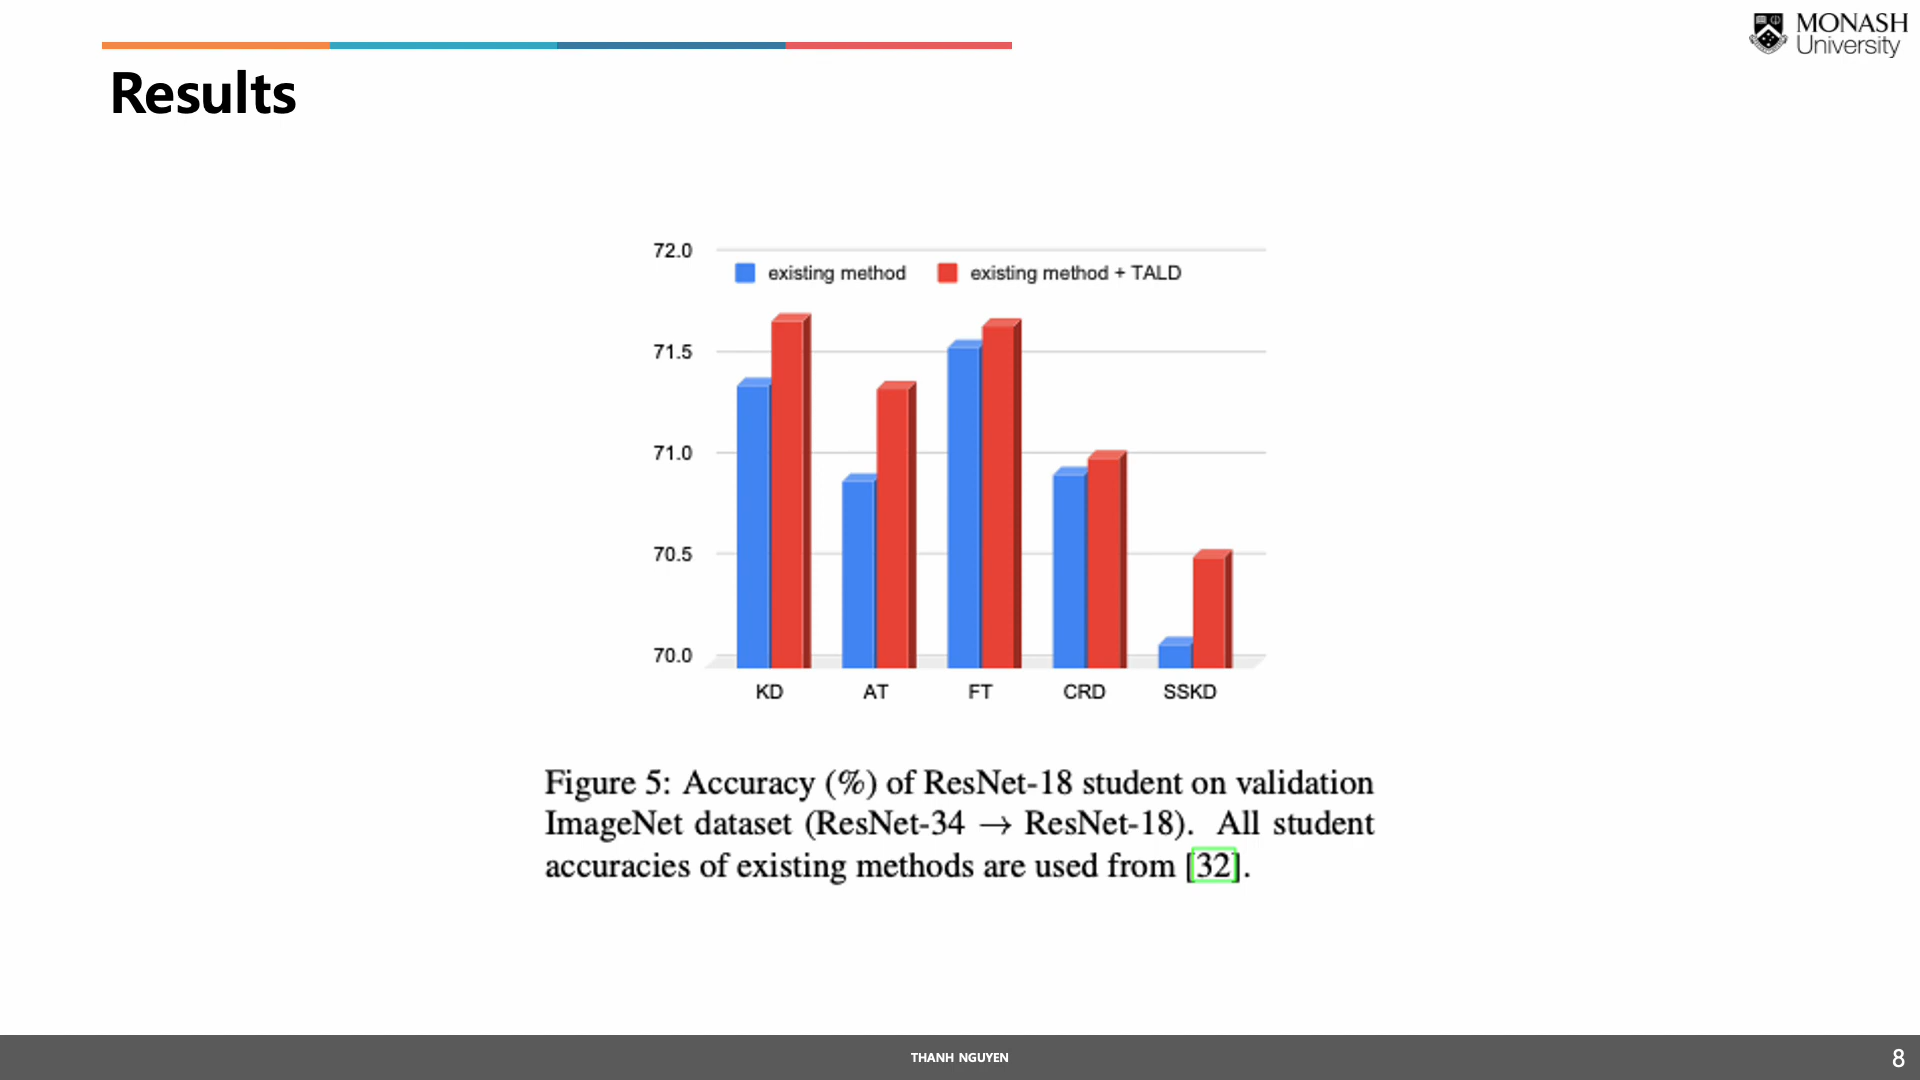 MONASH
University
Results
72.0
existing method
existing method + TALD
71.5
71.0
70.5
70.0
KD
AT
FT
CRD
SSKD
Figure 5: Accuracy (%) of ResNet-18 student on validation
ImageNet dataset (ResNet-34 → ResNet-18). All student
accuracies of existing methods are used from [32].
THANH NGUYEN
8